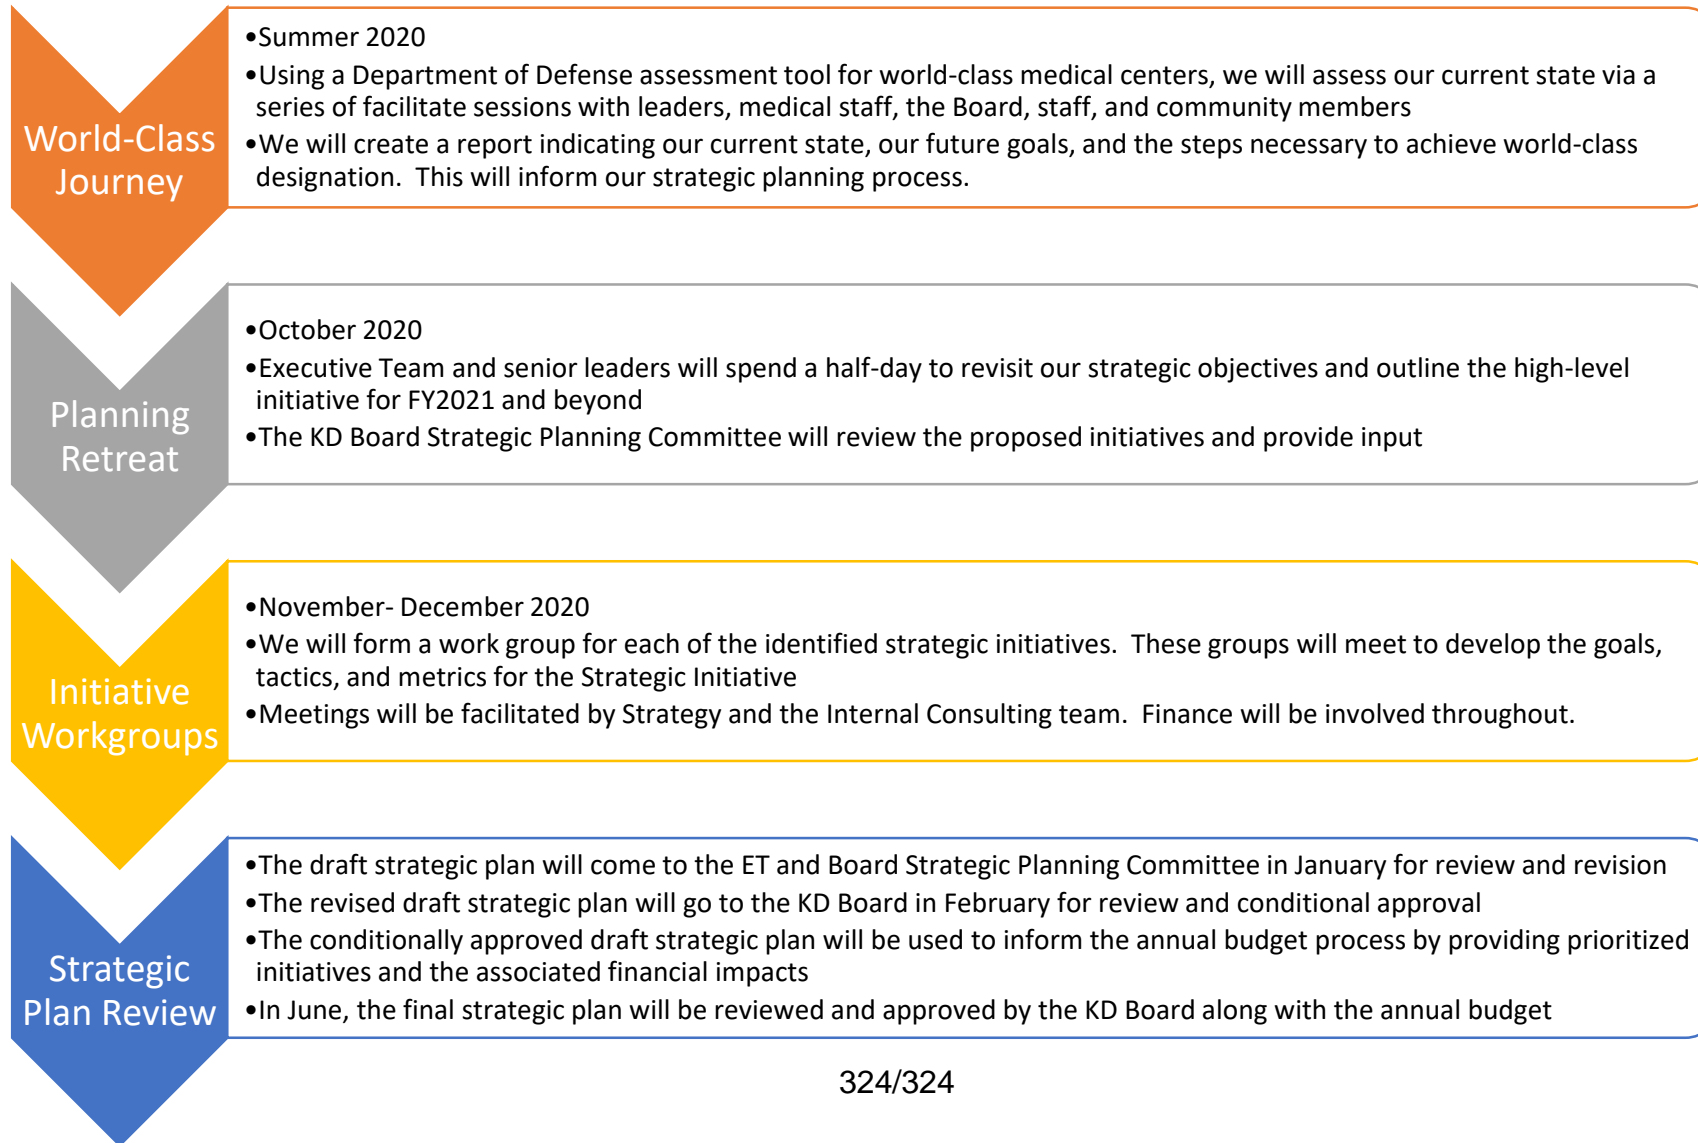 World-Class
Journey
•Summer 2020
•Using a Department of Defense assessment tool for world-class medical centers, we will assess our current state via a
series of facilitate sessions with leaders, medical staff, the Board, staff, and community members
•We will create a report indicating our current state, our future goals, and the steps necessary to achieve world-class
designation.  This will inform our strategic planning process.
Planning
Retreat
•October 2020
•Executive Team and senior leaders will spend a half-day to revisit our strategic objectives and outline the high-level
initiative for FY2021 and beyond
•The KD Board Strategic Planning Committee will review the proposed initiatives and provide input
Initiative
Workgroups
•November- December 2020
•We will form a work group for each of the identified strategic initiatives.  These groups will meet to develop the goals,
tactics, and metrics for the Strategic Initiative
•Meetings will be facilitated by Strategy and the Internal Consulting team.  Finance will be involved throughout.
Strategic
Plan Review
•The draft strategic plan will come to the ET and Board Strategic Planning Committee in January for review and revision
•The revised draft strategic plan will go to the KD Board in February for review and conditional approval
•The conditionally approved draft strategic plan will be used to inform the annual budget process by providing prioritized
initiatives and the associated financial impacts
•In June, the final strategic plan will be reviewed and approved by the KD Board along with the annual budget
324/324